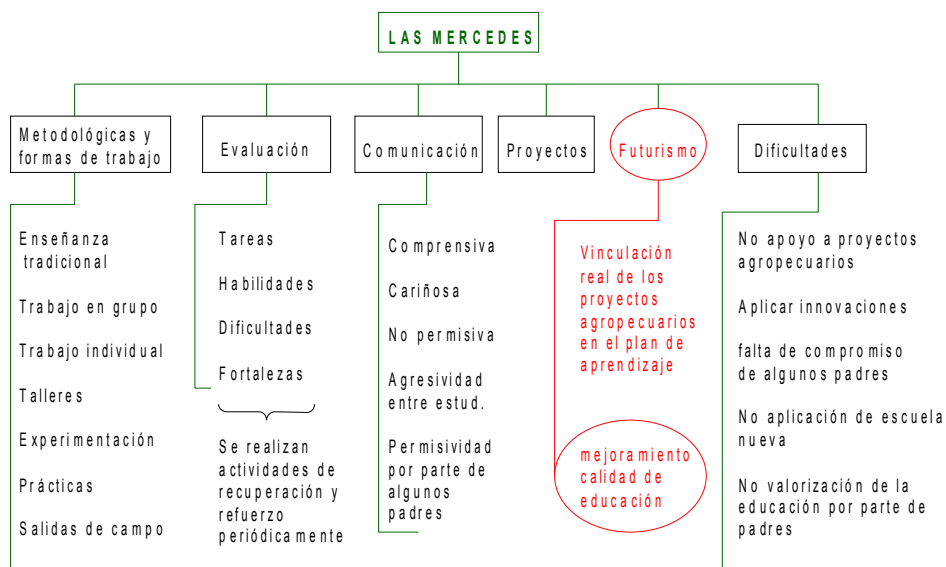 LAS MERCEDES
Metodológicas y
formas de trabajo
Enseñanza
tradicional
Trabajo en grupo
Trabajo individual
Talleres
Experimentación
Prácticas
Salidas de campo
Evaluación
Tareas
Habilidades
Dificultades
Fortalezas
Se realizan
actividades de
recuperación y
refuerzo
periódicamente
Comunicación
Comprensiva
Cariñosa
No permisiva
Agresividad
entre estud.
Permisividad
por parte de
algunos
padres
Proyectos
Futurismo
Vinculación
real de los
proyectos
agropecuarios
en el plan de
aprendizaje
mejoramiento
calidad de
educación
Dificultades
No apoyo a proyectos
agropecuarios
Aplicar innovaciones
falta de compromiso
de algunos padres
No aplicación de escuela
nueva
No valorización de la
educación por parte de
padres